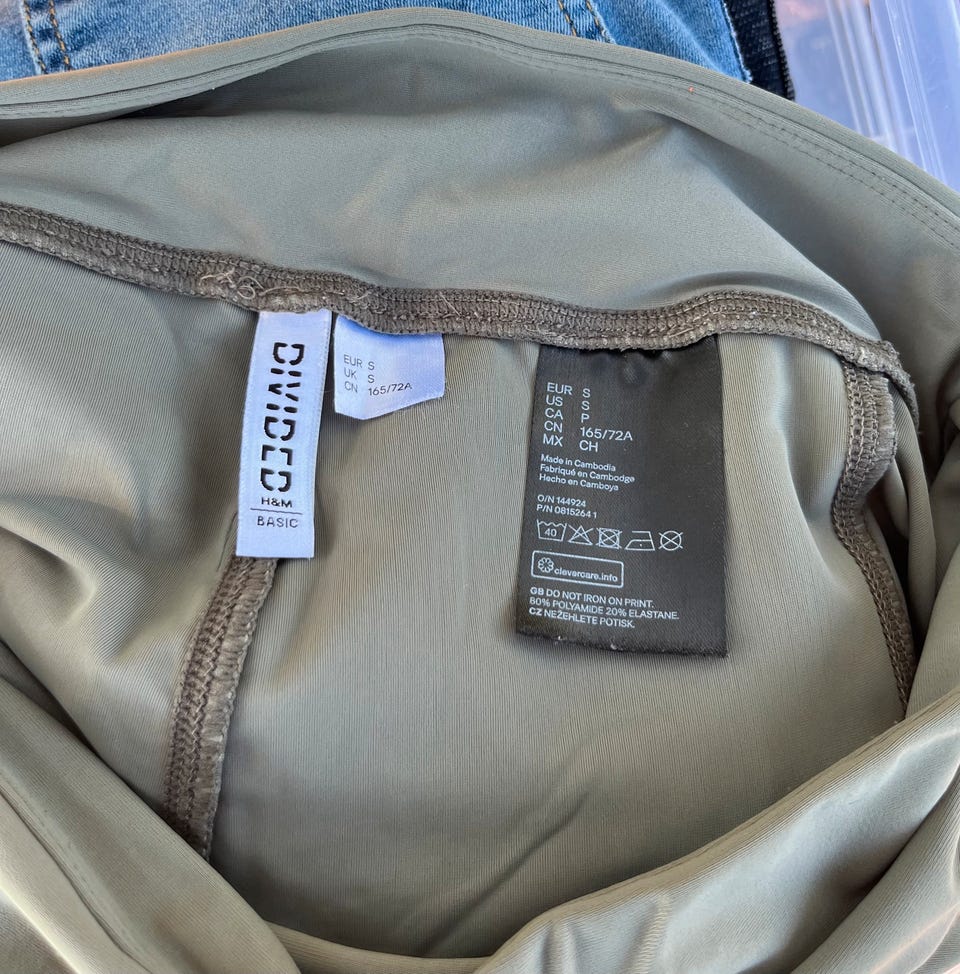 DIVIDED
H&M
BASIC
EUR S
UK S
CN 165/72A
EUR S
US S
CA P
CN 165/72A
MX CH
Made in Cambodia
Fabriqué en Cambodge
Hecho en Camboya
O/N 144924
P/N 08152641
40
clevercare.info
GB DO NOT IRON ON PRINT.
80% POLYAMIDE 20% ELASTANE.
CZ NEŽEHLETE POTISK.